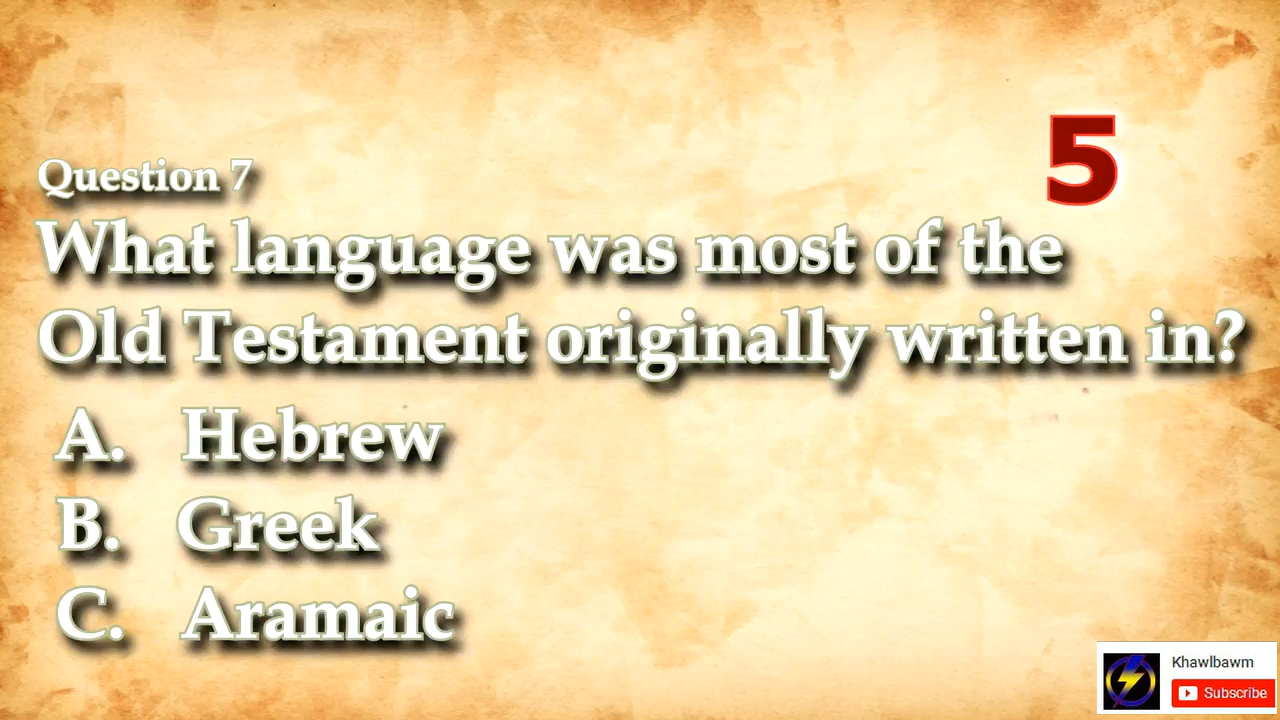 5
Question 7
What language was most of the
Old Testament originally written in?
A. Hebrew
B. Greek
C. Aramaic
Khawlbawm
Subscribe